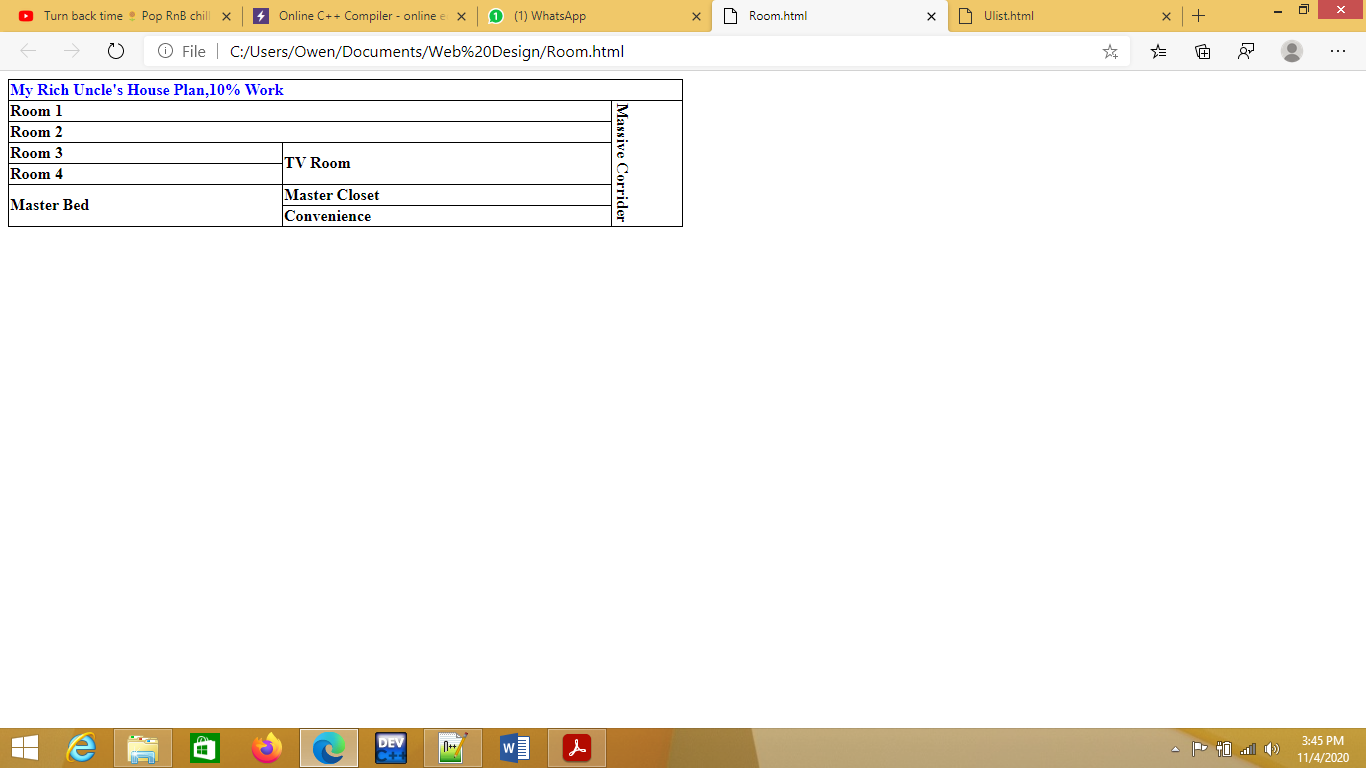 Turn back time Pop RnB chill
Online C++ Compiler - online e
(1) WhatsApp
Room.html
Ulist.html
File
C:/Users/Owen/Documents/Web%20Design/Room.html
My Rich Uncle's House Plan,10% Work
Room 1
Massive Corrider
Room 2
Room 3
TV Room
Room 4
Master Bed
Master Closet
Convenience
DEV
C++
3:45 PM
11/4/2020